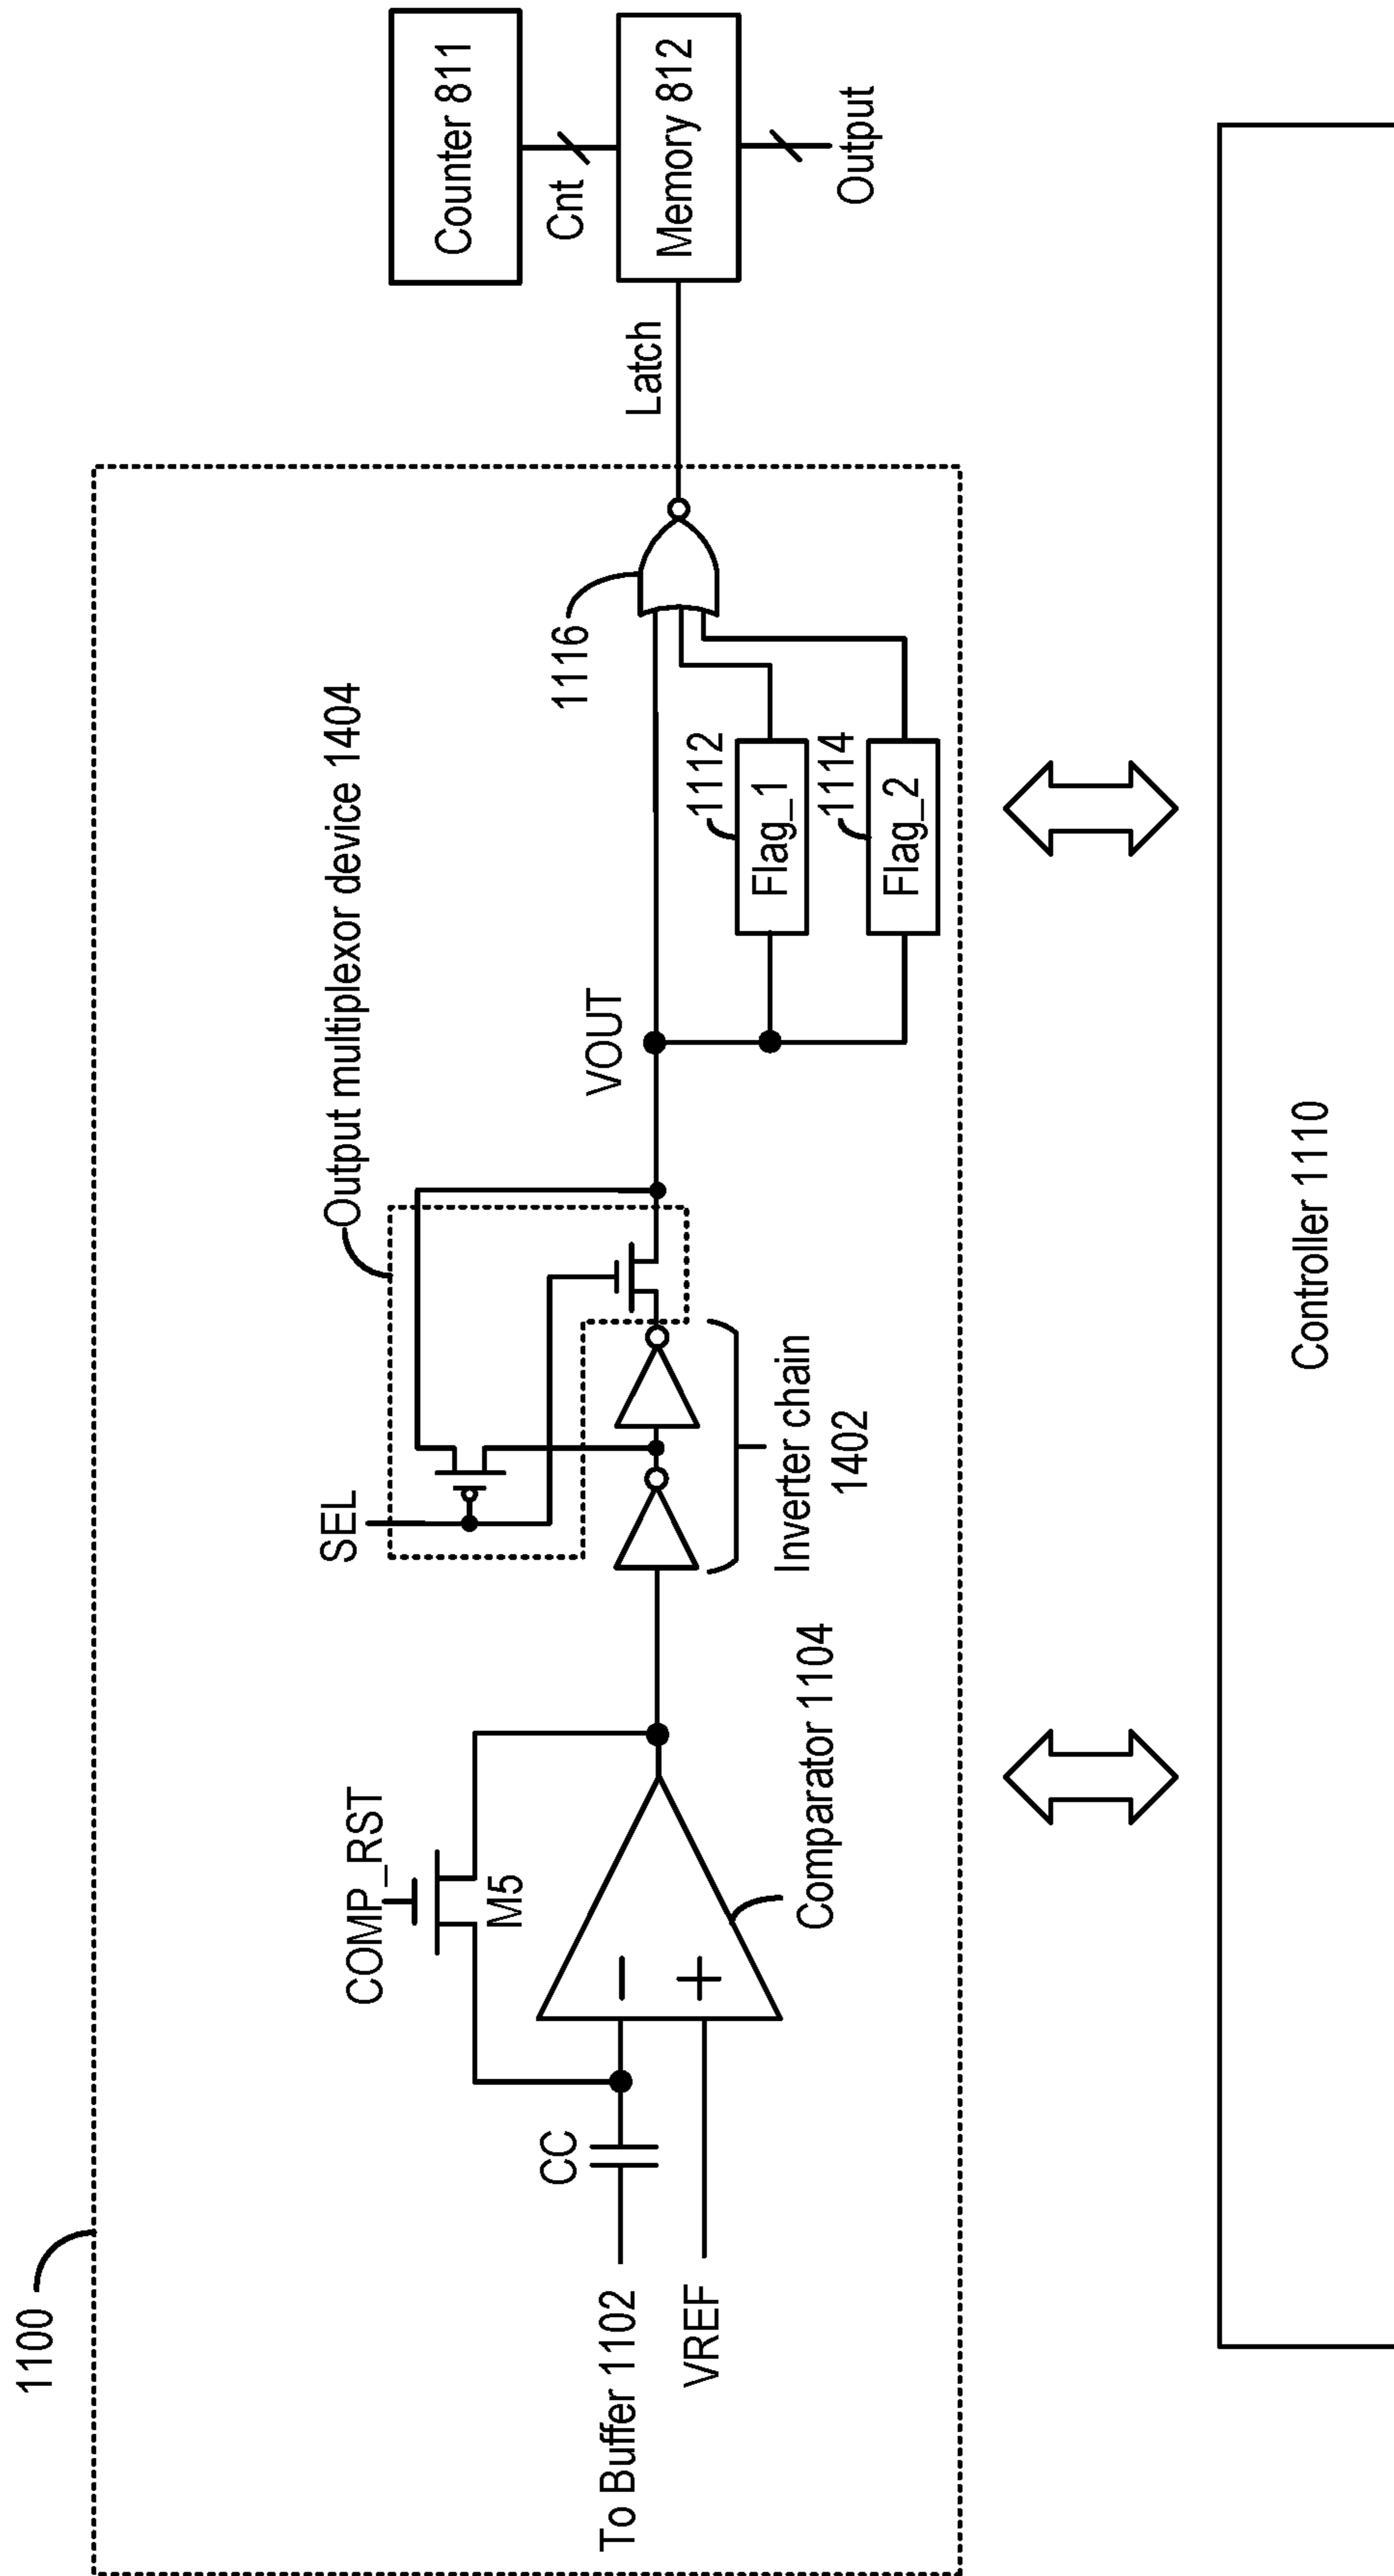 1100
Output multiplexor device 1404
SEL
COMP_RST
M5
CC
To Buffer 1102
VREF
−
+
Comparator 1104
Inverter chain
1402
VOUT
1116
1112
Flag_1
1114
Flag_2
Latch
Counter 811
Cnt
Memory 812
Output
Controller 1110